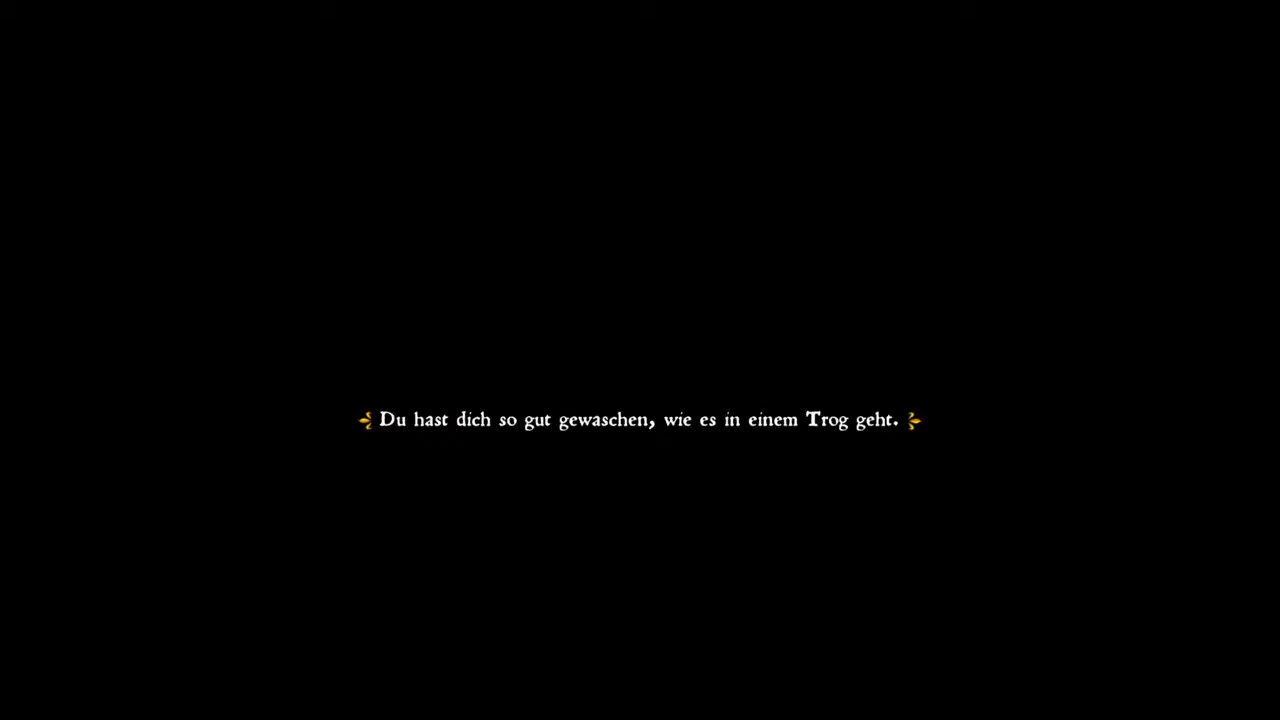 Du hast dich so gut gewaschen, wie es in einem Trog geht.